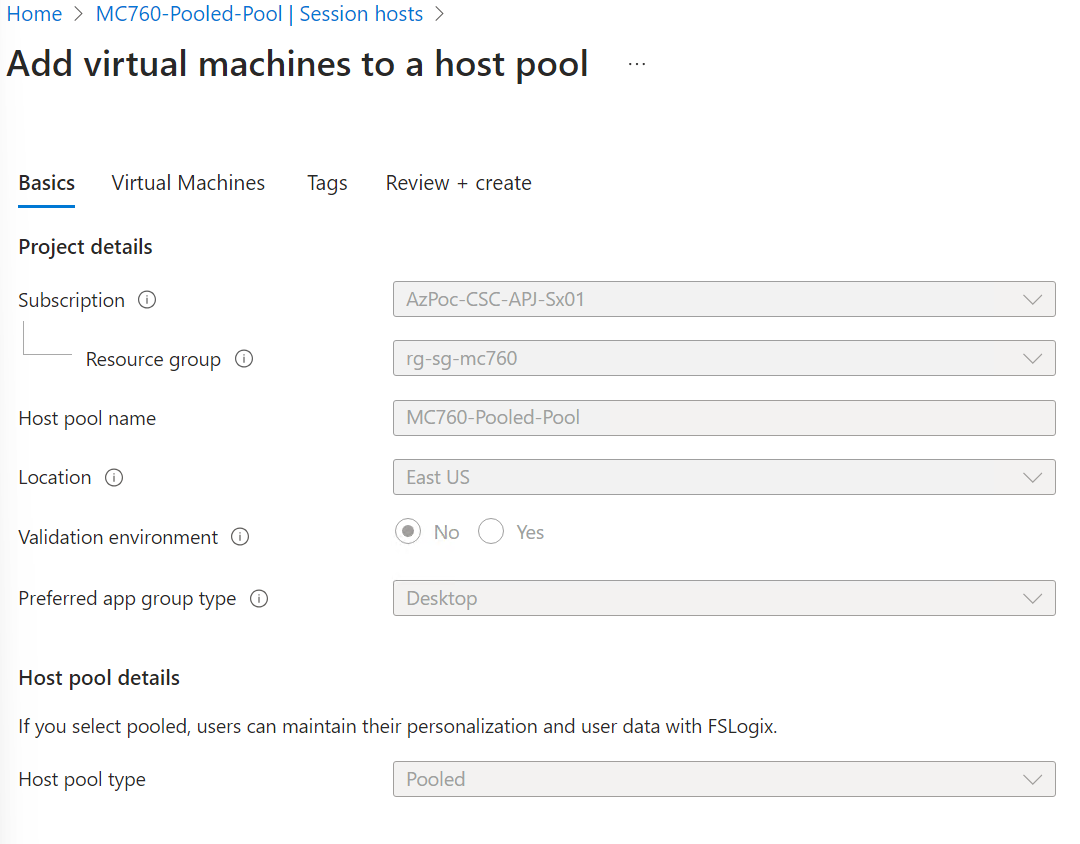 Home > MC760-Pooled-Pool | Session hosts >
Add virtual machines to a host pool ...
Basics Virtual Machines Tags Review + create
Project details
Subscription AzPoc-CSC-APJ-Sx01
Resource group rg-sg-mc760
Host pool name MC760-Pooled-Pool
Location East US
Validation environment No Yes
Preferred app group type Desktop
Host pool details
If you select pooled, users can maintain their personalization and user data with FSLogix.
Host pool type Pooled